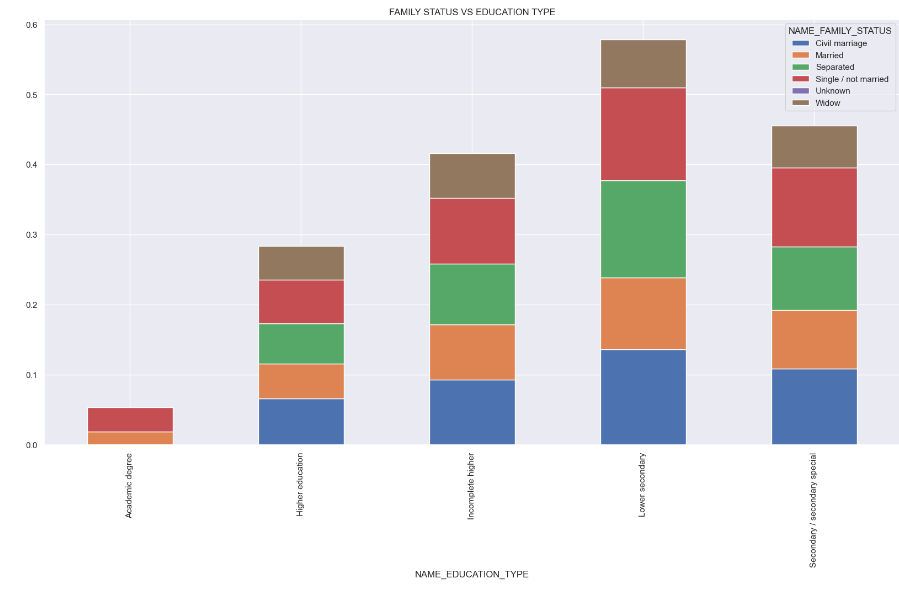 FAMILY STATUS VS EDUCATION TYPE
NAME_FAMILY_STATUS
Civil marriage
Married
Separated
Single / not married
Unknown
Widow
0.6
0.5
0.4
0.3
0.2
0.1
0.0
Academic degree
Higher education
Incomplete higher
Lower secondary
Secondary / secondary special
NAME_EDUCATION_TYPE